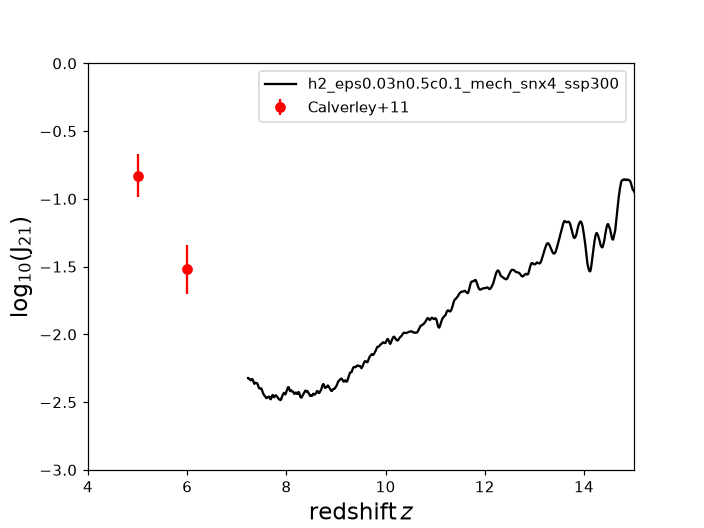 0.0
−0.5
−1.0
−1.5
−2.0
−2.5
−3.0
log₁₀(J₂₁)
h2_eps0.03n0.5c0.1_mech_snx4_ssp300
Calverley+11
4 6 8 10 12 14
redshift z